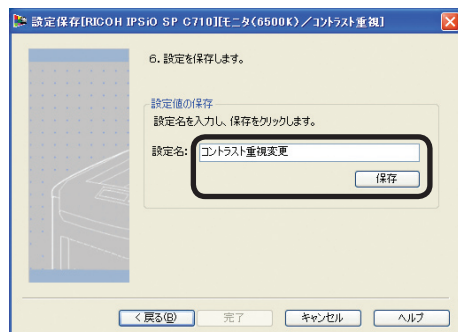 設定保存[RICOH IPSiO SP C710][モニタ(6500K)/コントラスト重視]
6. 設定を保存します。
設定値の保存
設定名を入力し、保存をクリックします。
設定名: コントラスト重視変更
保存
< 戻る(B) 完了 キャンセル ヘルプ